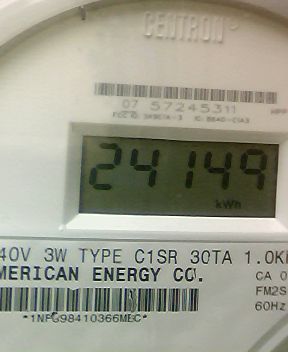 CENTRON
07 57245311
24149
kWh
40V 3W TYPE C1SR 30TA 1.0K
MERICAN ENERGY CO.
CA 0
FM2S
60Hz